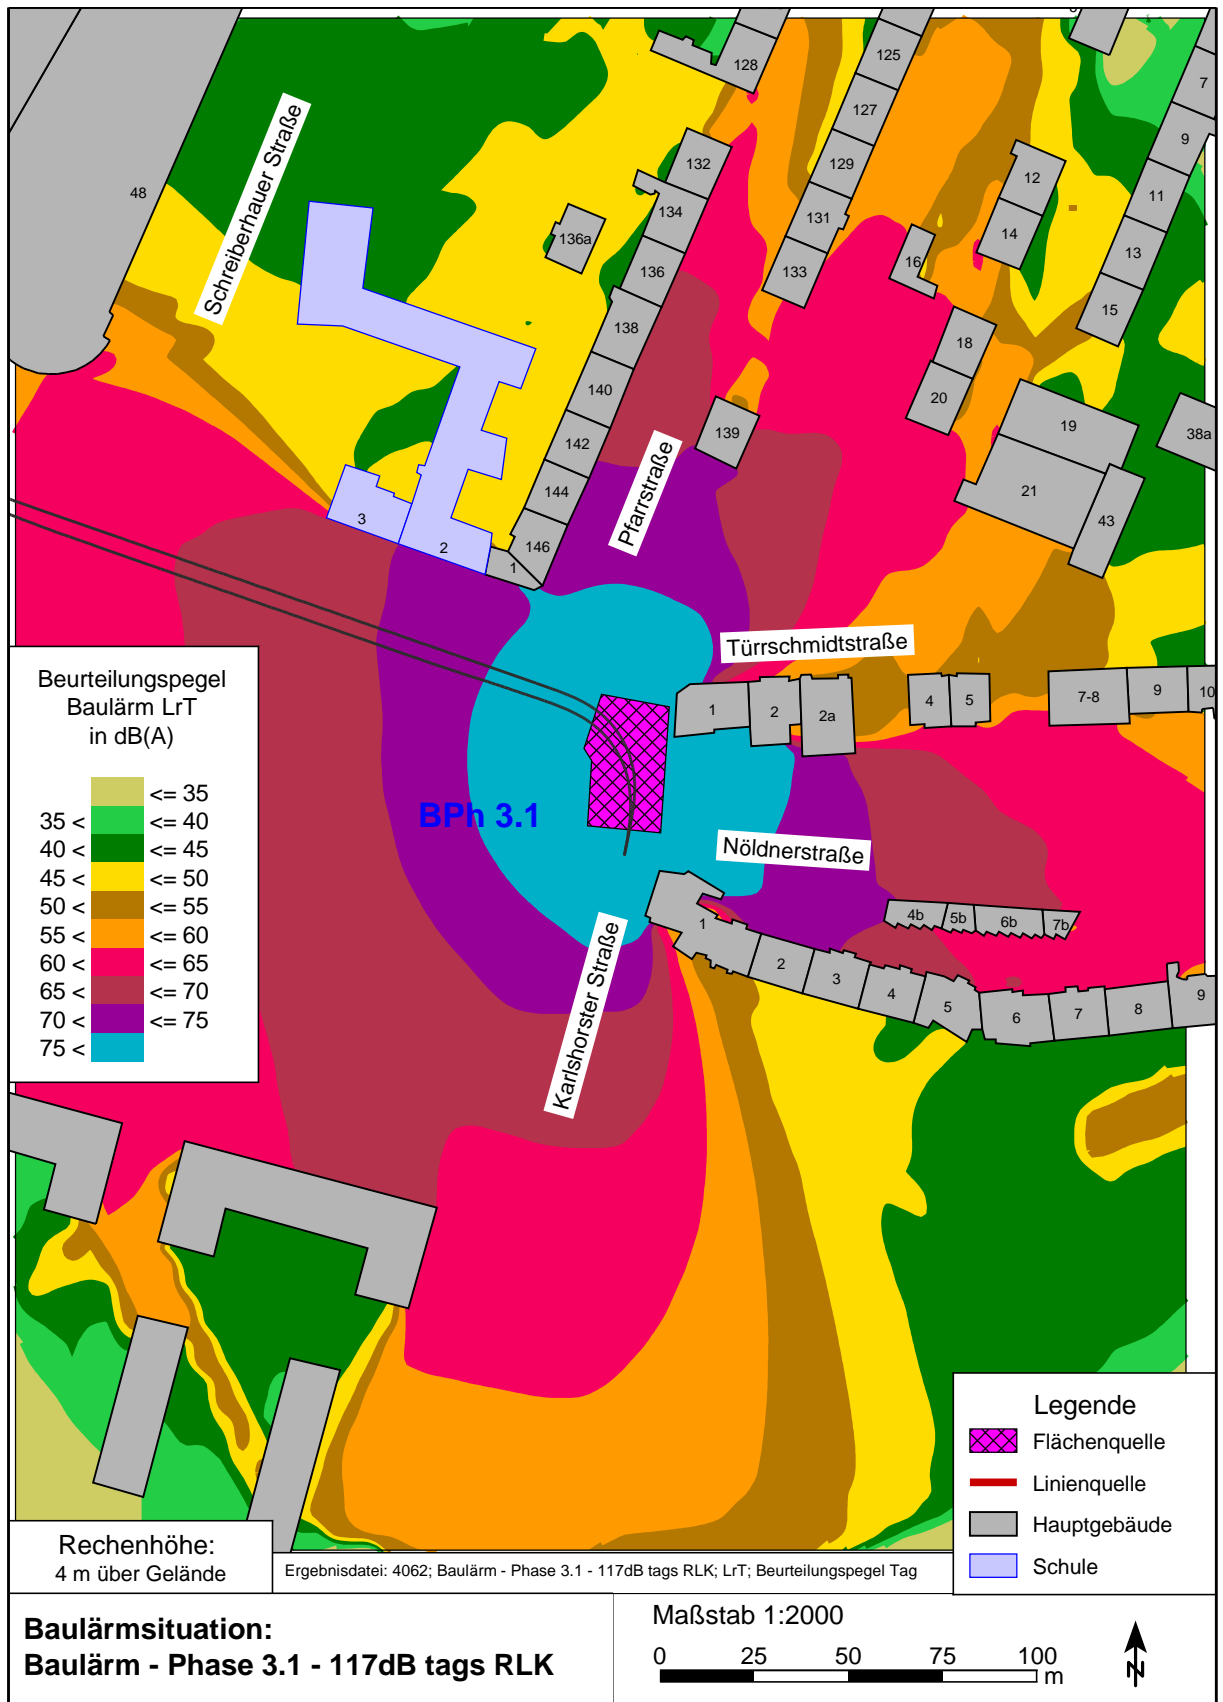 128
125
127
129
131
133
7
9
11
13
15
12
14
16
18
20
19
21
43
38a
48
Schreiberhauer Straße
132
134
136a
136
138
140
142
144
146
139
Pfarrstraße
3
2
1
Türrschmidtstraße
1
2
2a
4
5
7-8
9
10
Beurteilungspegel
Baulärm LrT
in dB(A)
<= 35
35 < <= 40
40 < <= 45
45 < <= 50
50 < <= 55
55 < <= 60
60 < <= 65
65 < <= 70
70 < <= 75
75 <
BPh 3.1
Nöldnerstraße
4b
5b
6b
7b
1
2
3
4
5
6
7
8
9
Karlshorster Straße
Legende
Flächenquelle
Linienquelle
Hauptgebäude
Schule
Rechenhöhe:
4 m über Gelände
Ergebnisdatei: 4062; Baulärm - Phase 3.1 - 117dB tags RLK; LrT; Beurteilungspegel Tag
Baulärmsituation:
Baulärm - Phase 3.1 - 117dB tags RLK
Maßstab 1:2000
0 25 50 75 100
m
N